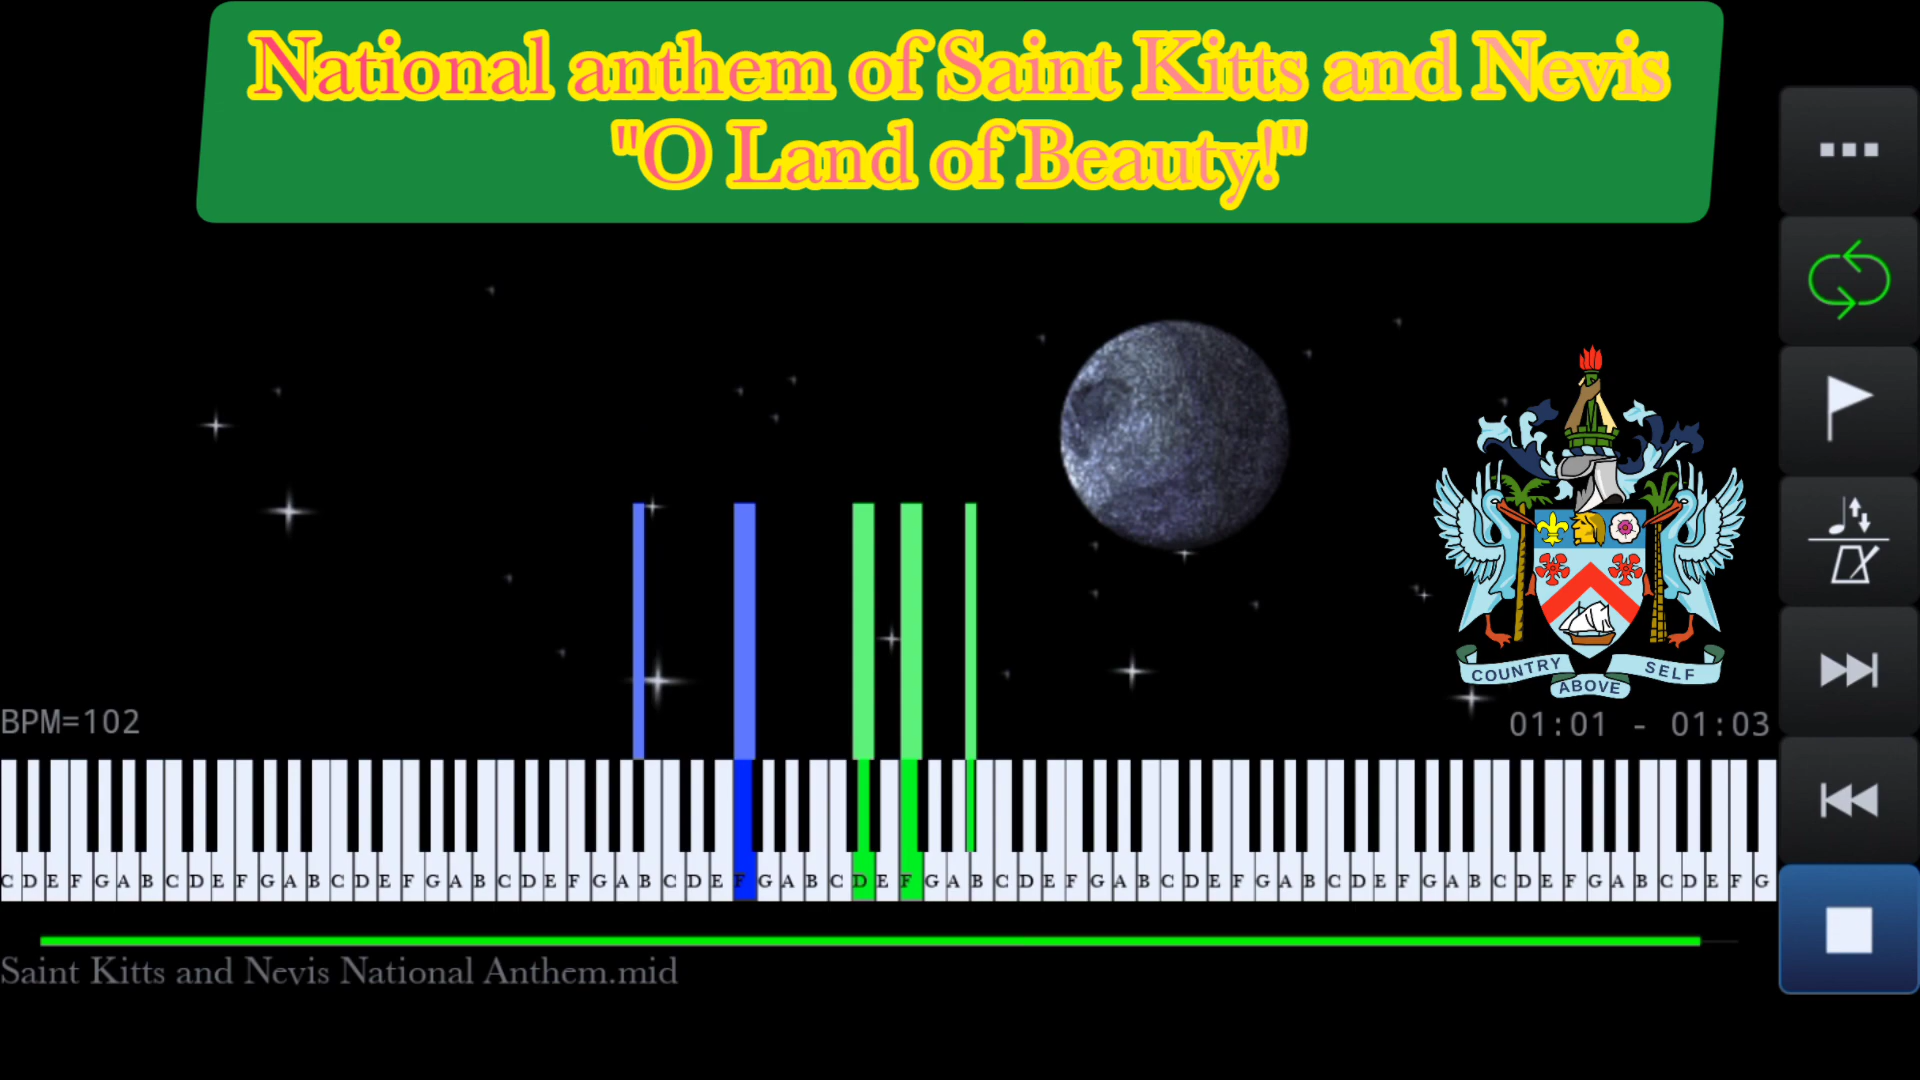 National anthem of Saint Kitts and Nevis
"O Land of Beauty!"
COUNTRY
ABOVE
SELF
BPM=102
01:01 - 01:03
C D E F G A B C D E F G A B C D E F G A B C D E F G A B C D E F G A B C D E F G A B C D E F G A B C D E F G A B C D E F G A B C D E F G A B C D E F G
Saint Kitts and Nevis National Anthem.mid